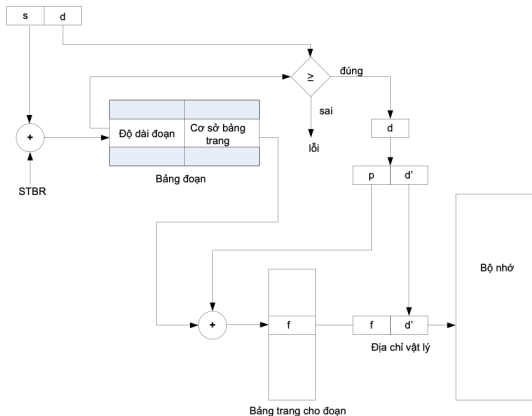 s d
≥
đúng
sai
lỗi
d
+
Độ dài đoạn
Cơ sở bảng
trang
Bảng đoạn
STBR
p d’
Bộ nhớ
+
f
f d’
Địa chỉ vật lý
Bảng trang cho đoạn